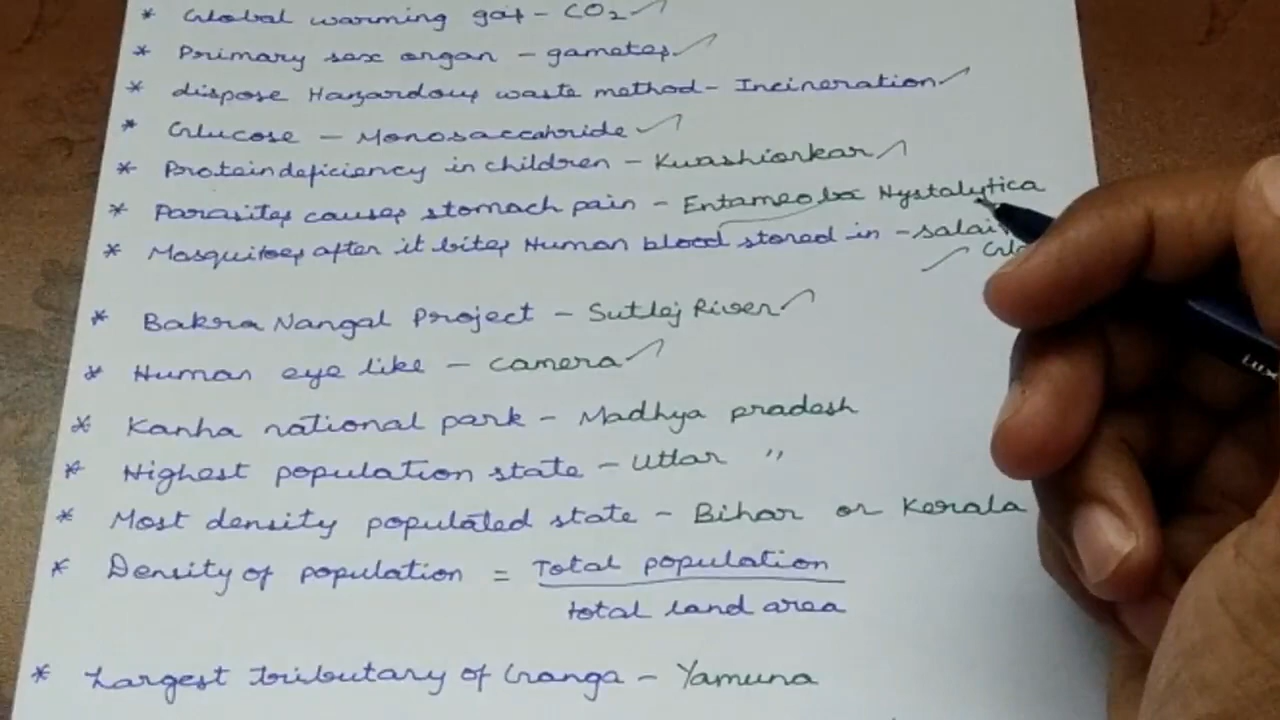 * Global warming gas - CO2
* Primary sex organ - gametes
* dispose Hazardous waste method - Incineration
* Glucose - Monosaccahride
* Protein deficiency in children - Kwashiorkar
* Parasites causes stomach pain - Entameoba Hystalytica
* Mosquitoes after it bites Human blood stored in -
* Bakra Nangal Project - Sutlej River
* Human eye like - camera
* Kanha national park - Madhya pradesh
* Highest population state - Uttar "
* Most density populated state - Bihar or Kerala
* Density of population = Total population
total land area
* Largest tributary of Ganga - Yamuna